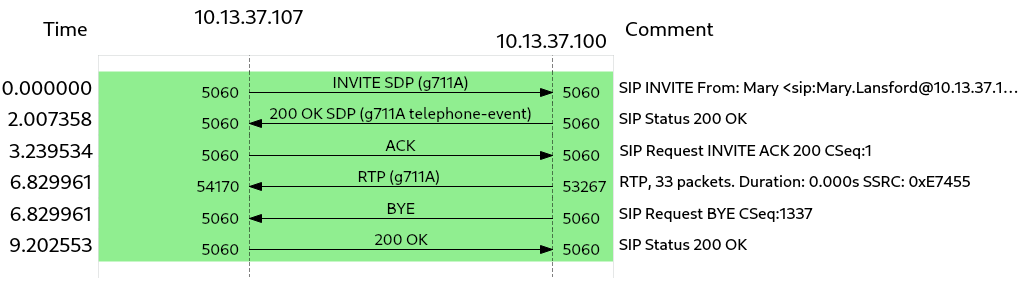 Time 10.13.37.107 10.13.37.100 Comment
0.000000 5060 INVITE SDP (g711A) 5060 SIP INVITE From: Mary <sip:Mary.Lansford@10.13.37.1...
2.007358 5060 200 OK SDP (g711A telephone-event) 5060 SIP Status 200 OK
3.239534 5060 ACK 5060 SIP Request INVITE ACK 200 CSeq:1
6.829961 54170 RTP (g711A) 53267 RTP, 33 packets. Duration: 0.000s SSRC: 0xE7455
6.829961 5060 BYE 5060 SIP Request BYE CSeq:1337
9.202553 5060 200 OK 5060 SIP Status 200 OK